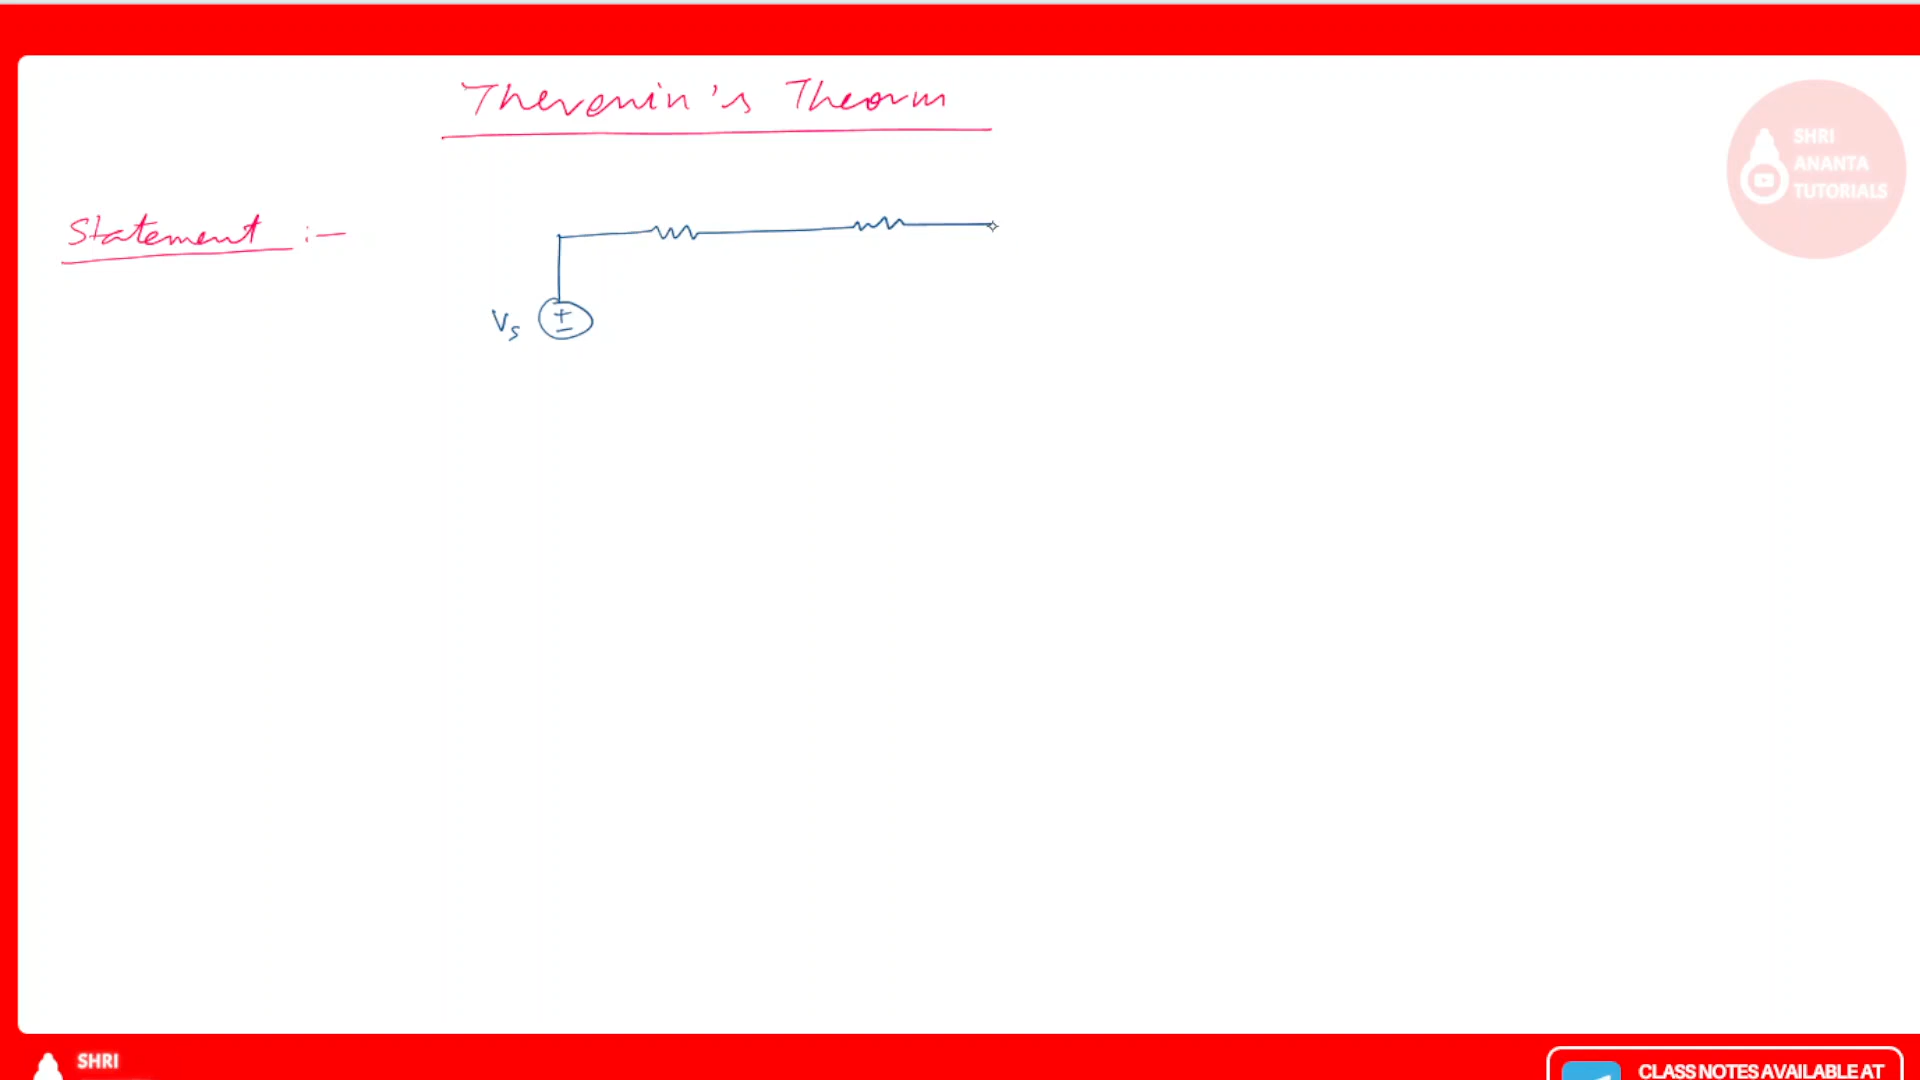 Thevenin's Theorm
Statement :-
Vs
+
-
SHRI
ANANTA
TUTORIALS
SHRI
CLASS NOTES AVAILABLE AT